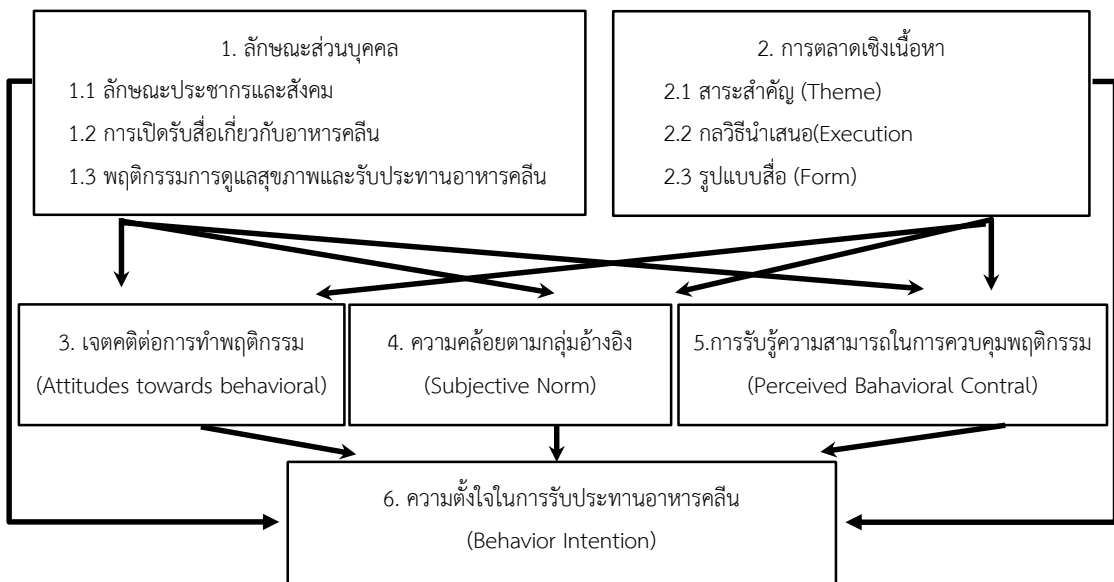 1. ลักษณะส่วนบุคคล
1.1 ลักษณะประชากรและสังคม
1.2 การเปิดรับสื่อเกี่ยวกับอาหารคลีน
1.3 พฤติกรรมการดูแลสุขภาพและรับประทานอาหารคลีน
2. การตลาดเชิงเนื้อหา
2.1 สาระสำคัญ (Theme)
2.2 กลวิธีนำเสนอ(Execution
2.3 รูปแบบสื่อ (Form)
3. เจตคติต่อการทำพฤติกรรม
(Attitudes towards behavioral)
4. ความคล้อยตามกลุ่มอ้างอิง
(Subjective Norm)
5.การรับรู้ความสามารถในการควบคุมพฤติกรรม
(Perceived Bahavioral Contral)
6. ความตั้งใจในการรับประทานอาหารคลีน
(Behavior Intention)